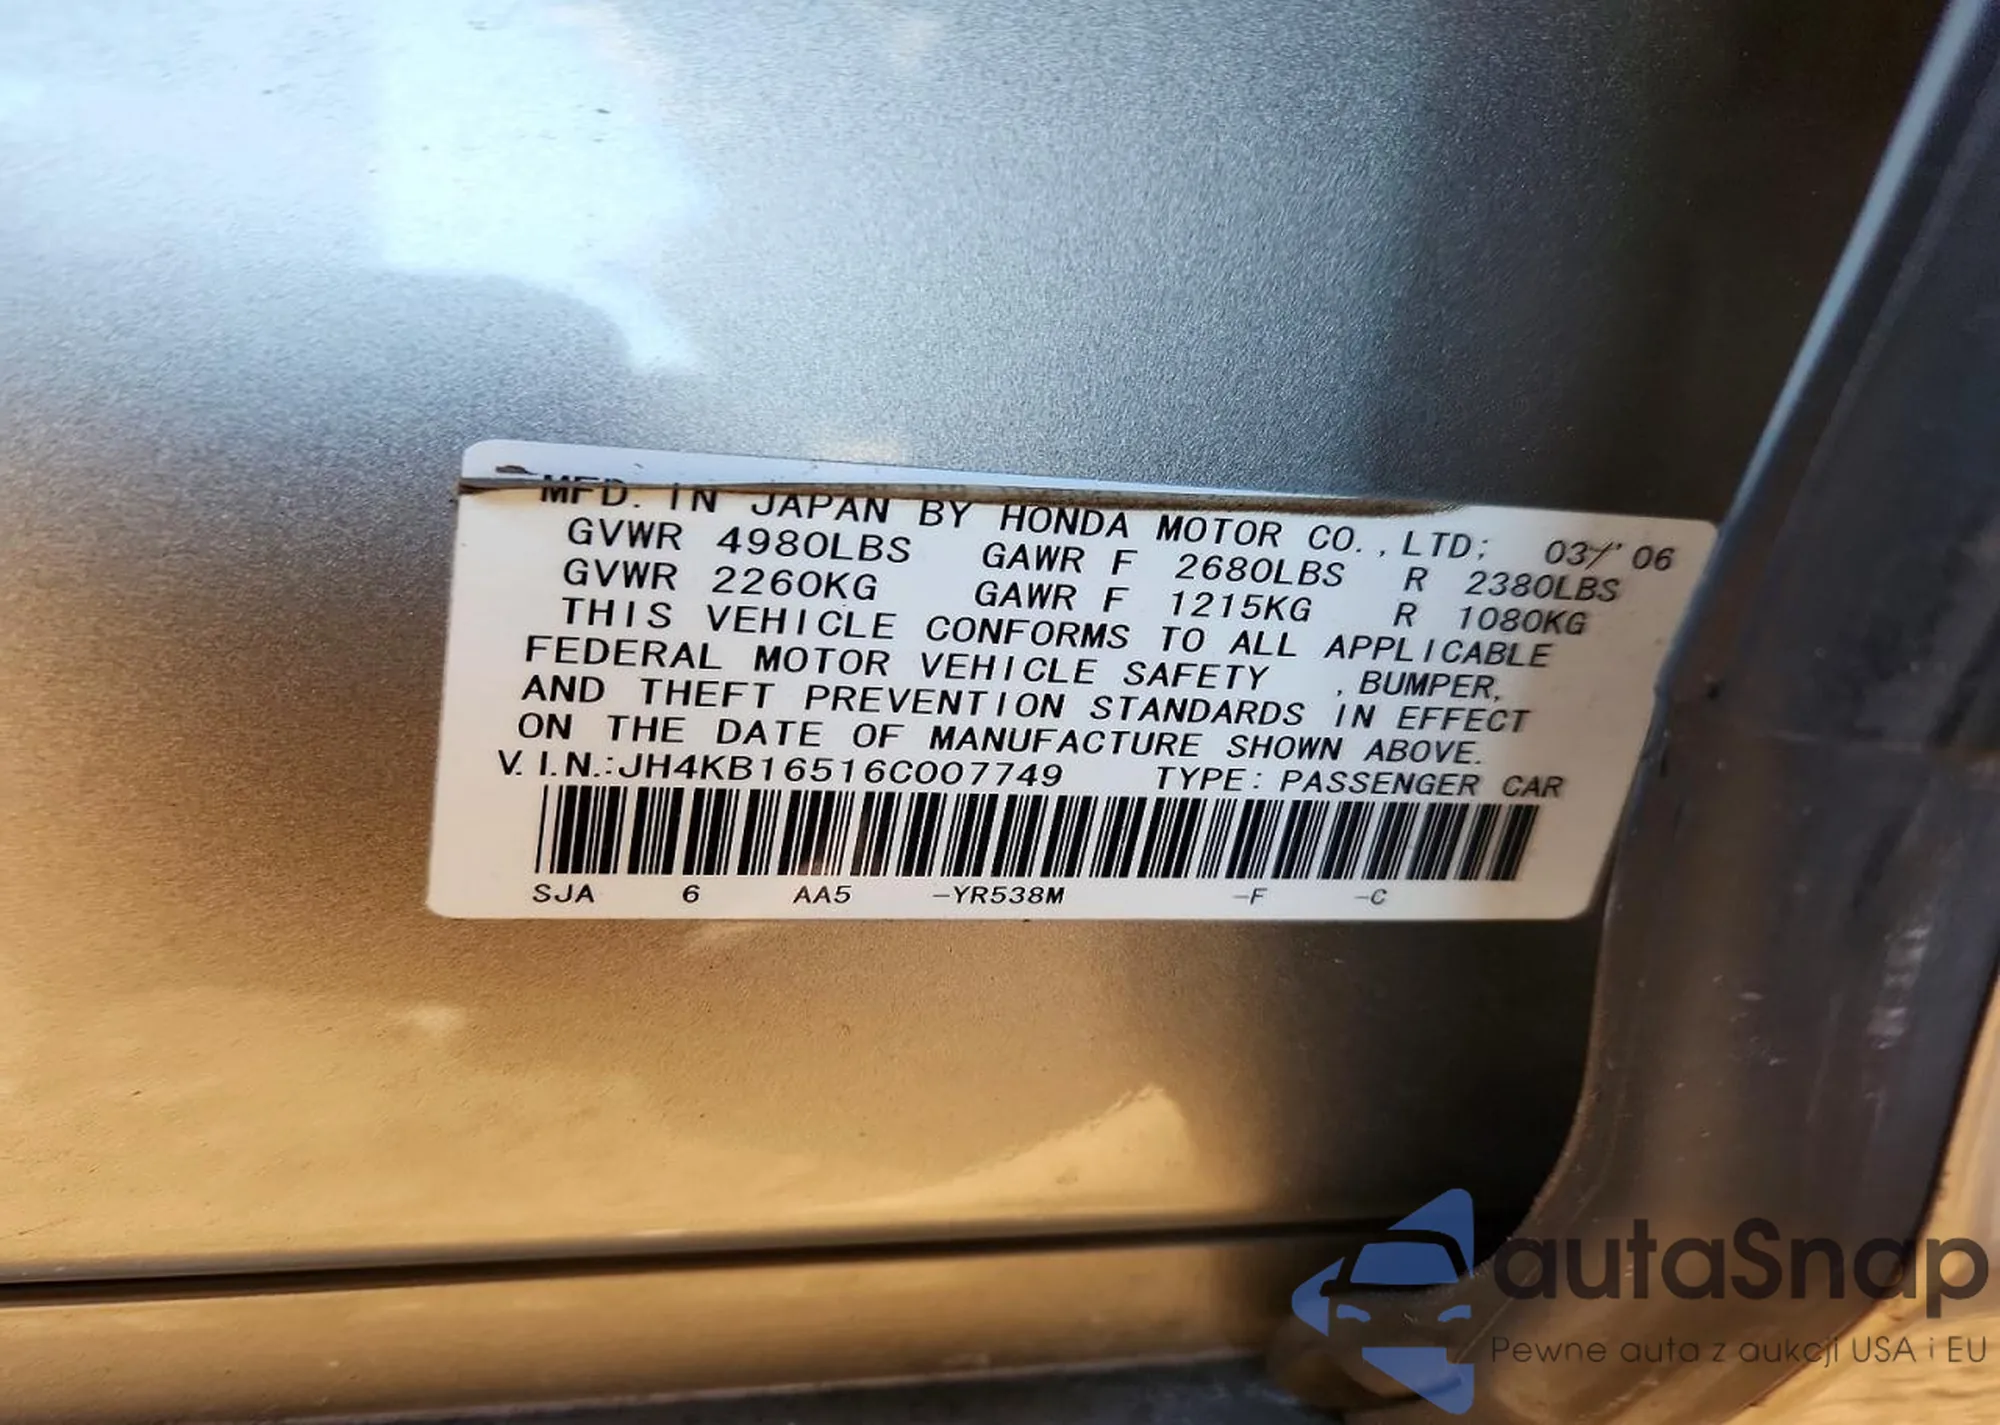 MFD. IN JAPAN BY HONDA MOTOR CO.,LTD; 03/'06
GVWR 4980LBS GAWR F 2680LBS R 2380LBS
GVWR 2260KG GAWR F 1215KG R 1080KG
THIS VEHICLE CONFORMS TO ALL APPLICABLE
FEDERAL MOTOR VEHICLE SAFETY , BUMPER,
AND THEFT PREVENTION STANDARDS IN EFFECT
ON THE DATE OF MANUFACTURE SHOWN ABOVE.
V.I.N.:JH4KB16516C007749 TYPE: PASSENGER CAR
SJA 6 AA5 -YR538M -F -C
autaSnap
Pewne auta z aukcji USA i EU